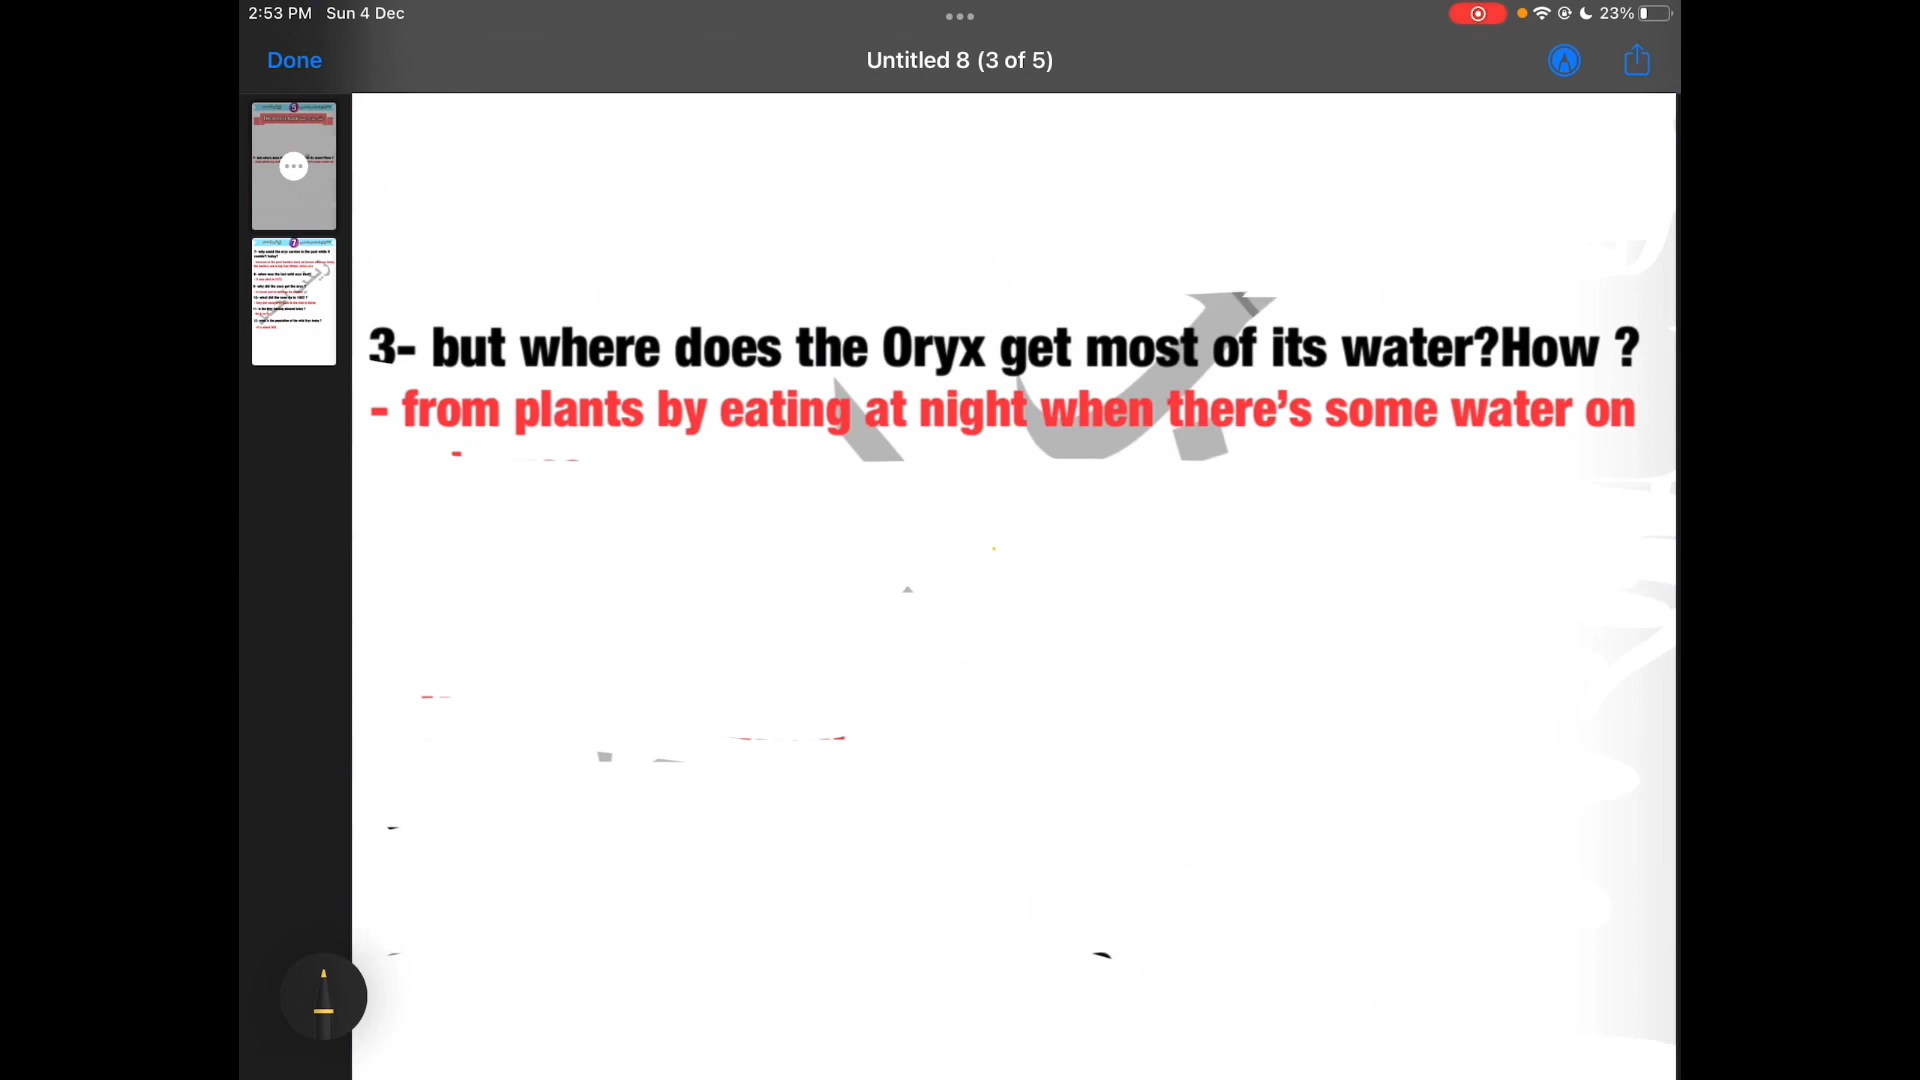 2:53 PM Sun 4 Dec
23%
Done
Untitled 8 (3 of 5)
3- but where does the Oryx get most of its water?How ?
- from plants by eating at night when there's some water on